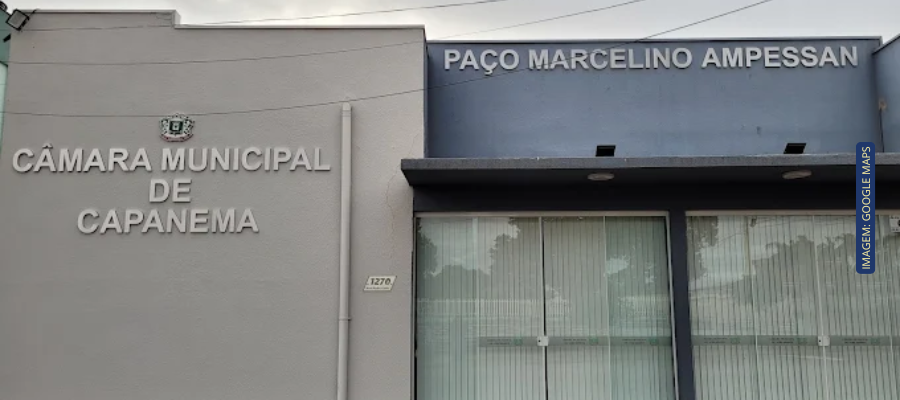 PAÇO MARCELINO AMPESSAN
CÂMARA MUNICIPAL
DE
CAPANEMA
1270
IMAGEM: GOOGLE MAPS